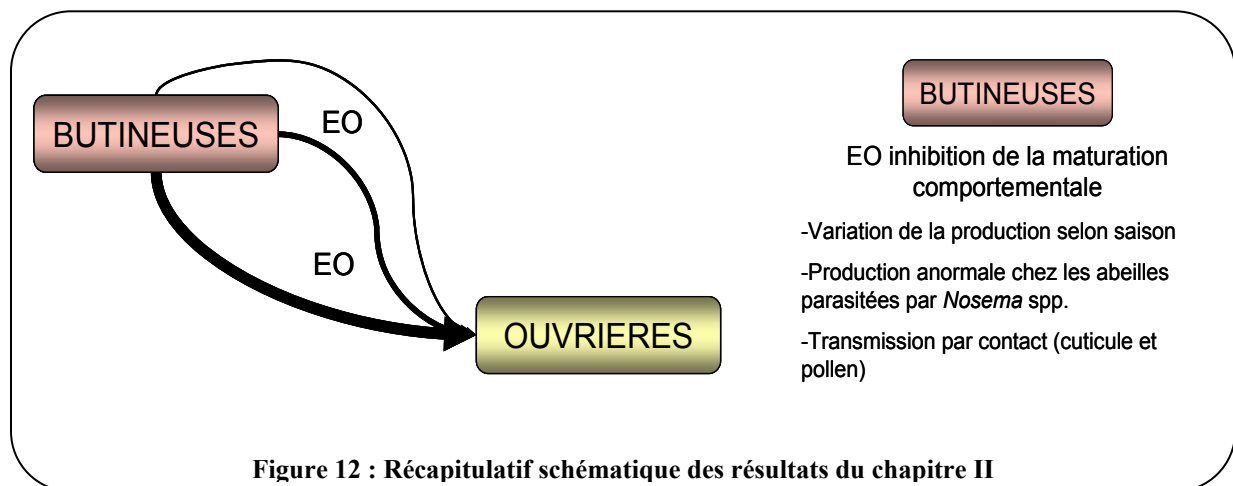 EO
BUTINEUSES
EO
OUVRIERES
BUTINEUSES
EO inhibition de la maturation
comportementale
-Variation de la production selon saison
-Production anormale chez les abeilles
parasitées par Nosema spp.
-Transmission par contact (cuticule et
pollen)
Figure 12 : Récapitulatif schématique des résultats du chapitre II